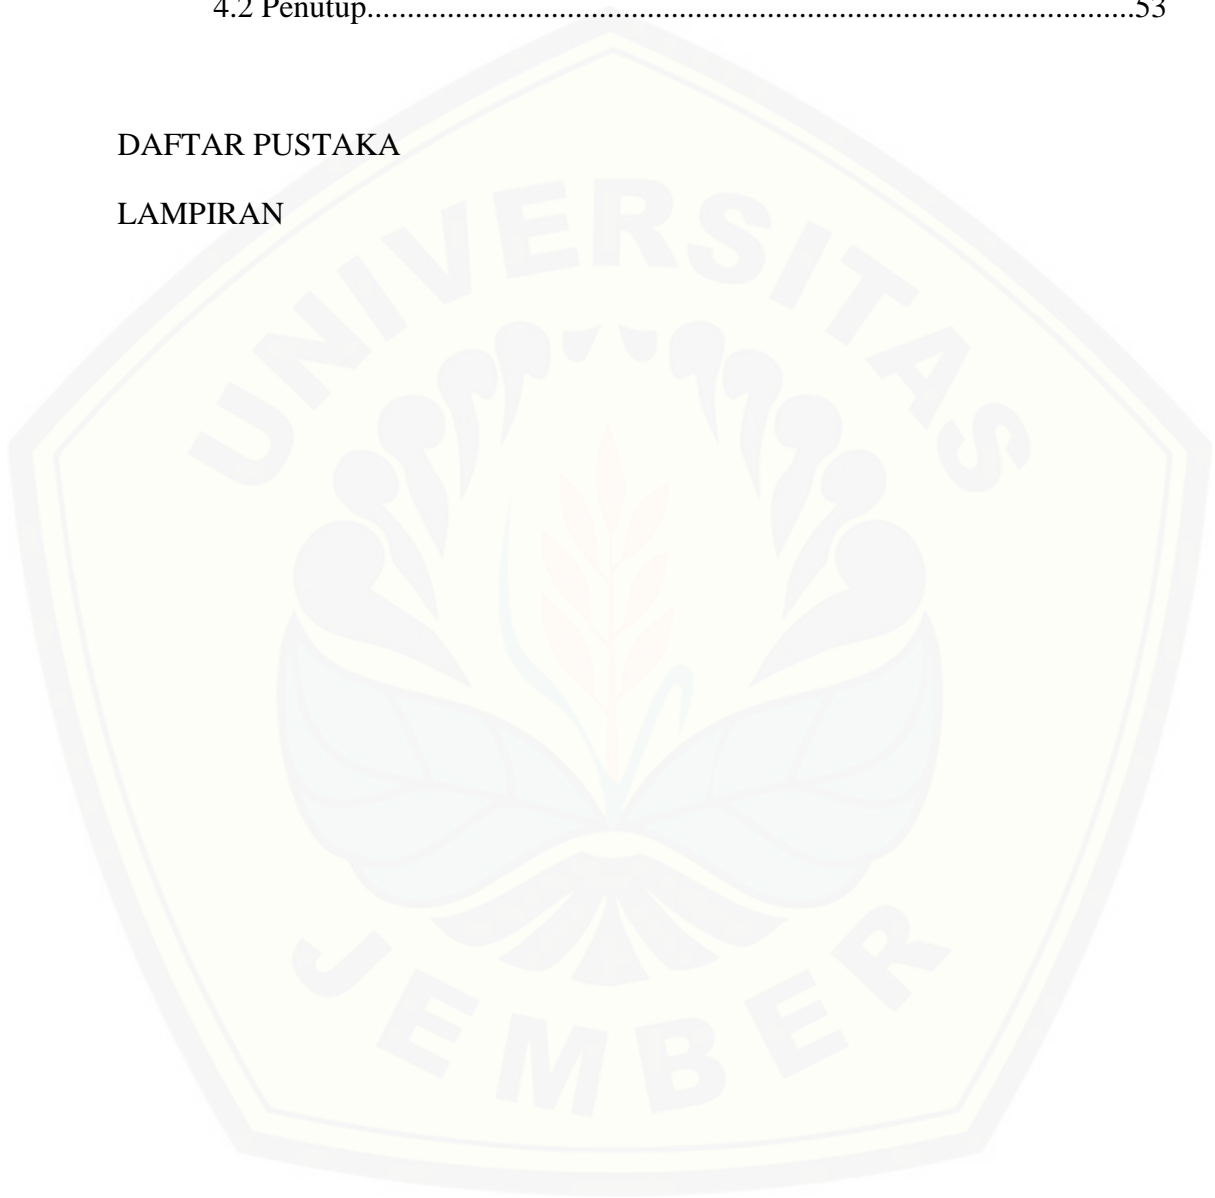 4.2 Penutup................................................................................53
DAFTAR PUSTAKA
LAMPIRAN
UNIVERSITAS
JEMBER